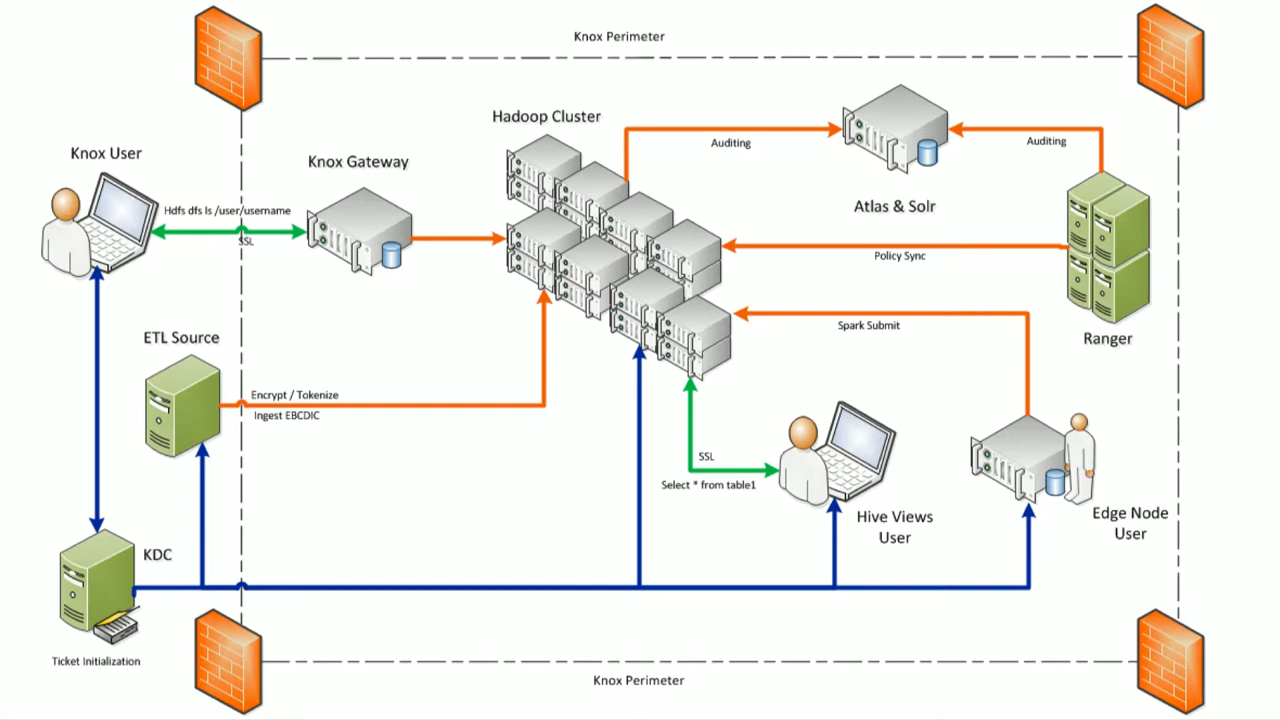 Knox Perimeter
Hadoop Cluster
Auditing
Auditing
Knox User
Knox Gateway
Hdfs dfs ls /user/username
SSL
Atlas & Solr
Policy Sync
Spark Submit
Ranger
ETL Source
Encrypt / Tokenize
Ingest EBCDIC
SSL
Select * from table1
Hive Views
User
Edge Node
User
KDC
Ticket Initialization
Knox Perimeter